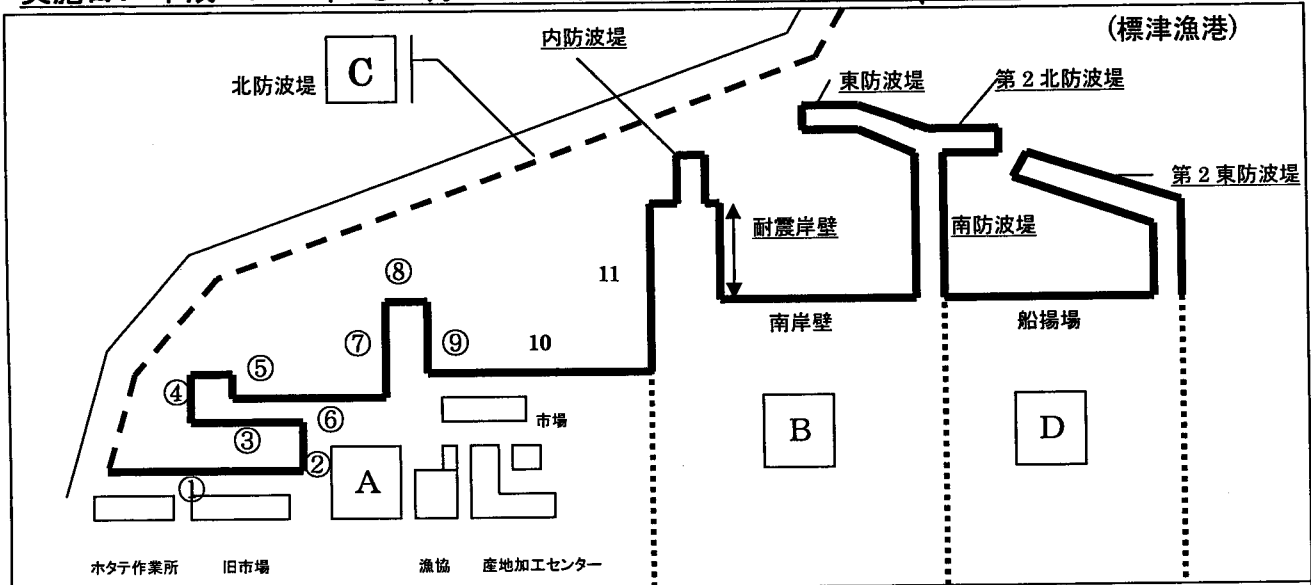 (標津漁港)
内防波堤
北防波堤
C
東防波堤
第2北防波堤
第2東防波堤
耐震岸壁
南防波堤
11
⑧
南岸壁
船揚場
⑦
⑨
10
⑤
④
⑥
市場
③
B
D
②
A
①
ホタテ作業所
旧市場
漁協
産地加工センター